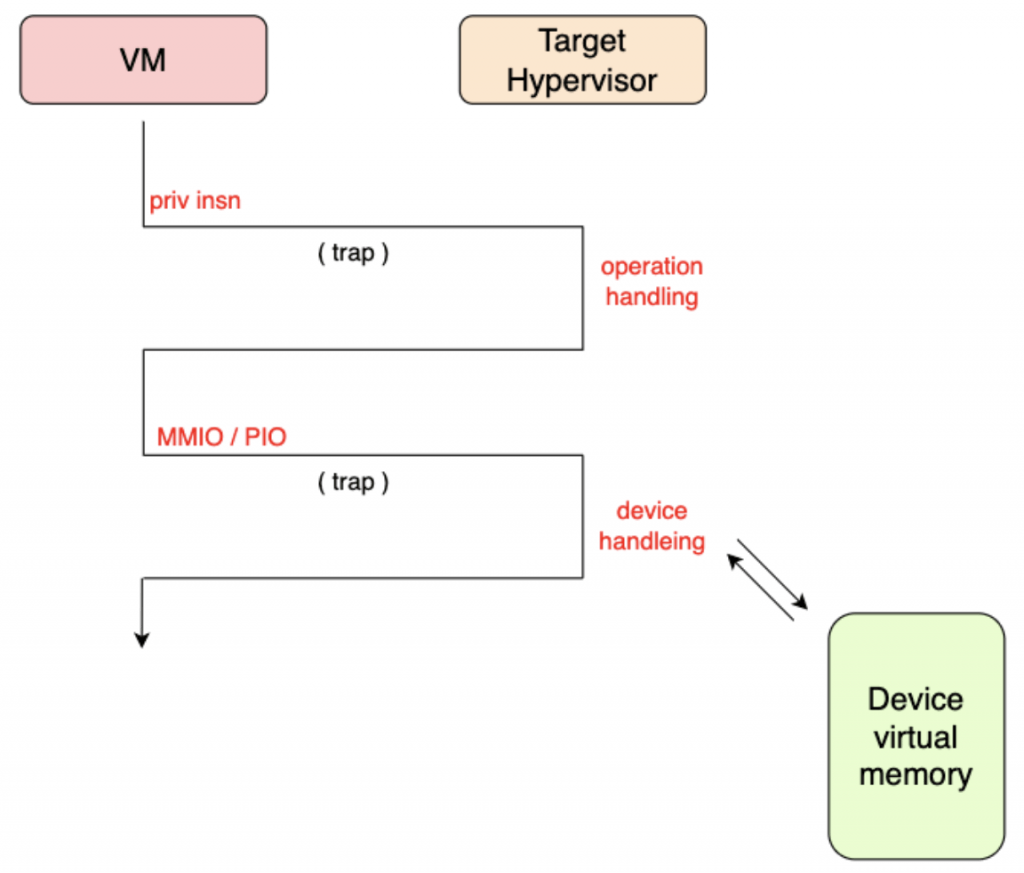 VM
Target
Hypervisor
priv insn
( trap )
operation
handling
MMIO / PIO
( trap )
device
handleing
Device
virtual
memory